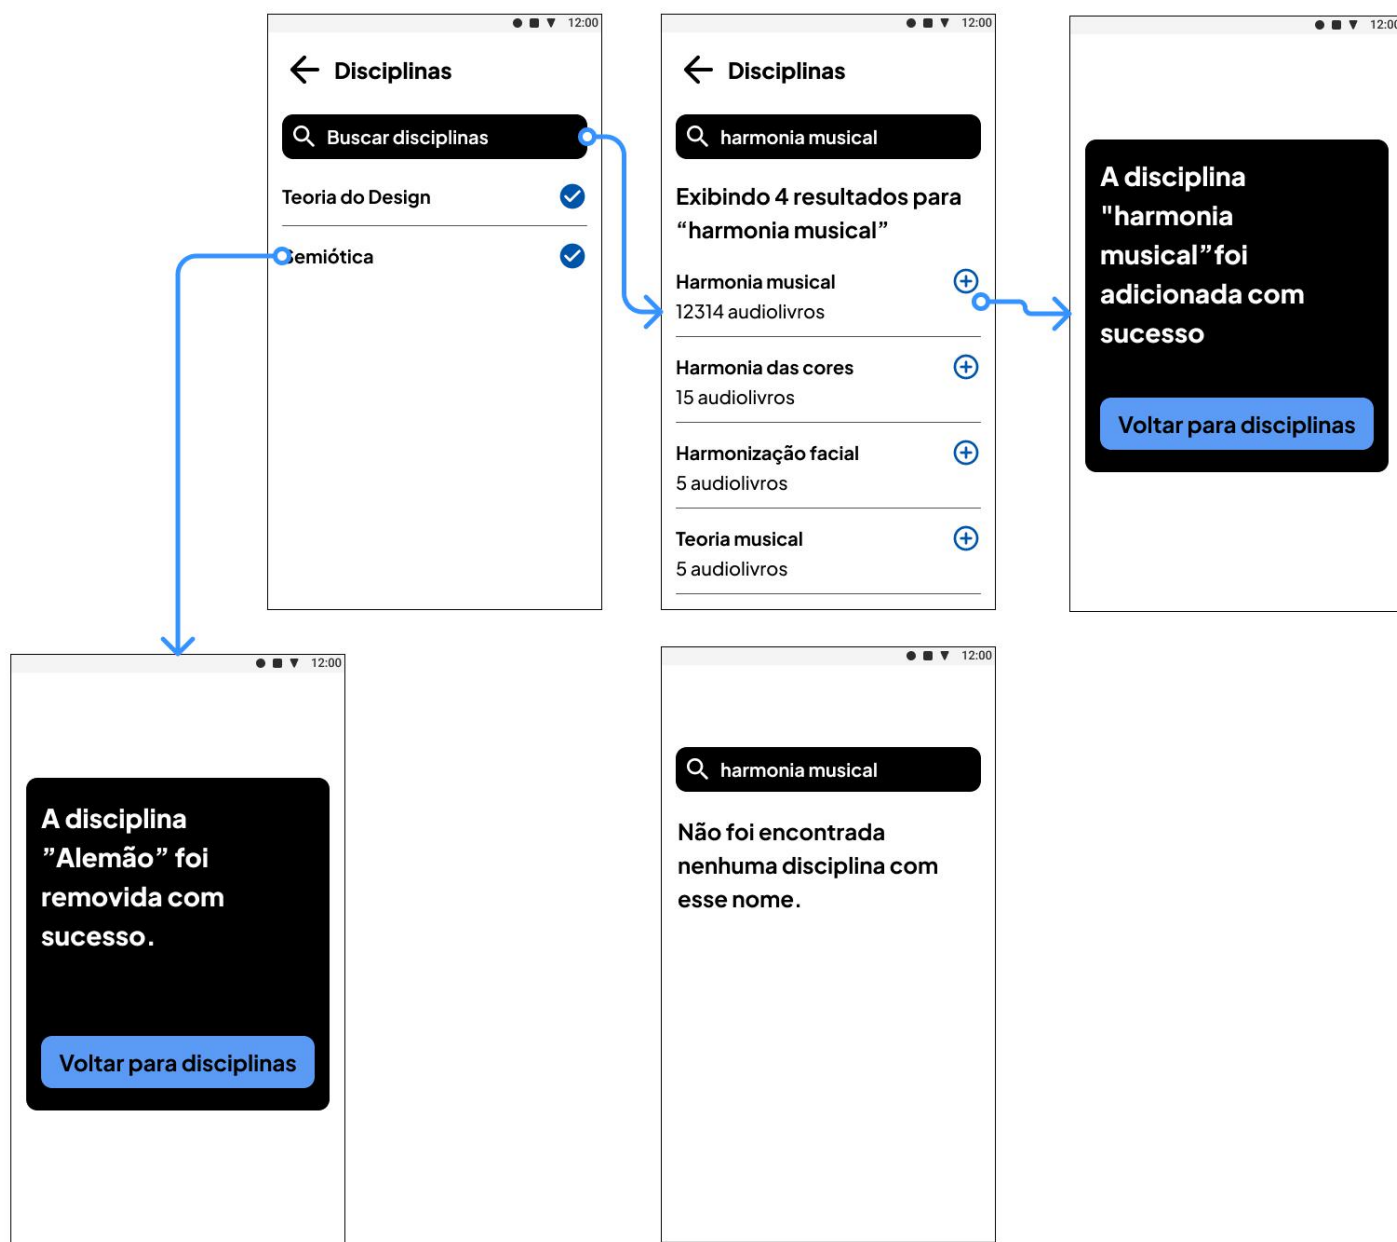 12:00
Disciplinas
Buscar disciplinas
Teoria do Design
Semiótica
12:00
Disciplinas
harmonia musical
Exibindo 4 resultados para
“harmonia musical”
Harmonia musical
12314 audiolivros
Harmonia das cores
15 audiolivros
Harmonização facial
5 audiolivros
Teoria musical
5 audiolivros
12:00
A disciplina
"harmonia
musical”foi
adicionada com
sucesso
Voltar para disciplinas
12:00
A disciplina
”Alemão” foi
removida com
sucesso.
Voltar para disciplinas
12:00
harmonia musical
Não foi encontrada
nenhuma disciplina com
esse nome.